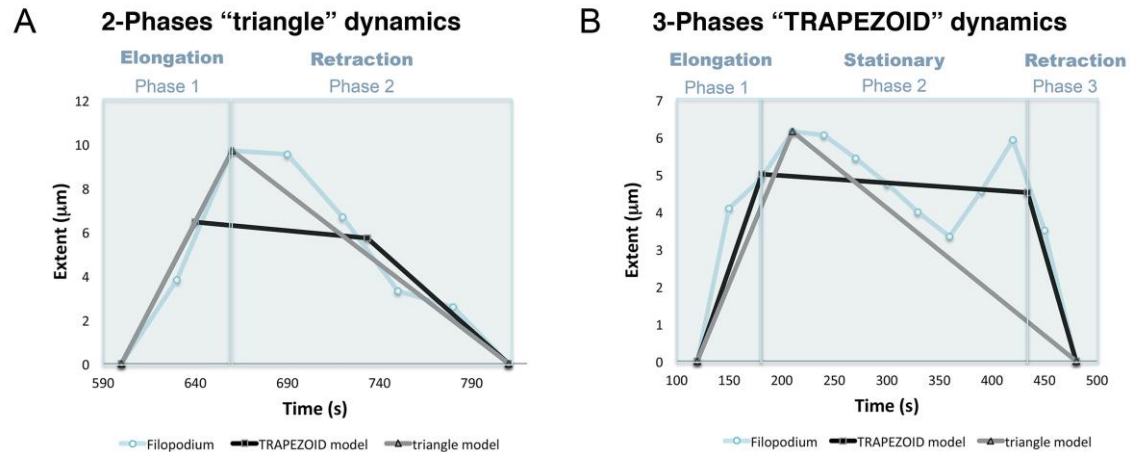 A
2-Phases “triangle” dynamics
Elongation
Retraction
Phase 1
Phase 2
12
10
8
6
4
2
0
Extent (μm)
590
640
690
740
790
Time (s)
Filopodium
TRAPEZOID model
triangle model
B
3-Phases “TRAPEZOID” dynamics
Elongation
Stationary
Retraction
Phase 1
Phase 2
Phase 3
7
6
5
4
3
2
1
0
Extent (μm)
100
150
200
250
300
350
400
450
500
Time (s)
Filopodium
TRAPEZOID model
triangle model